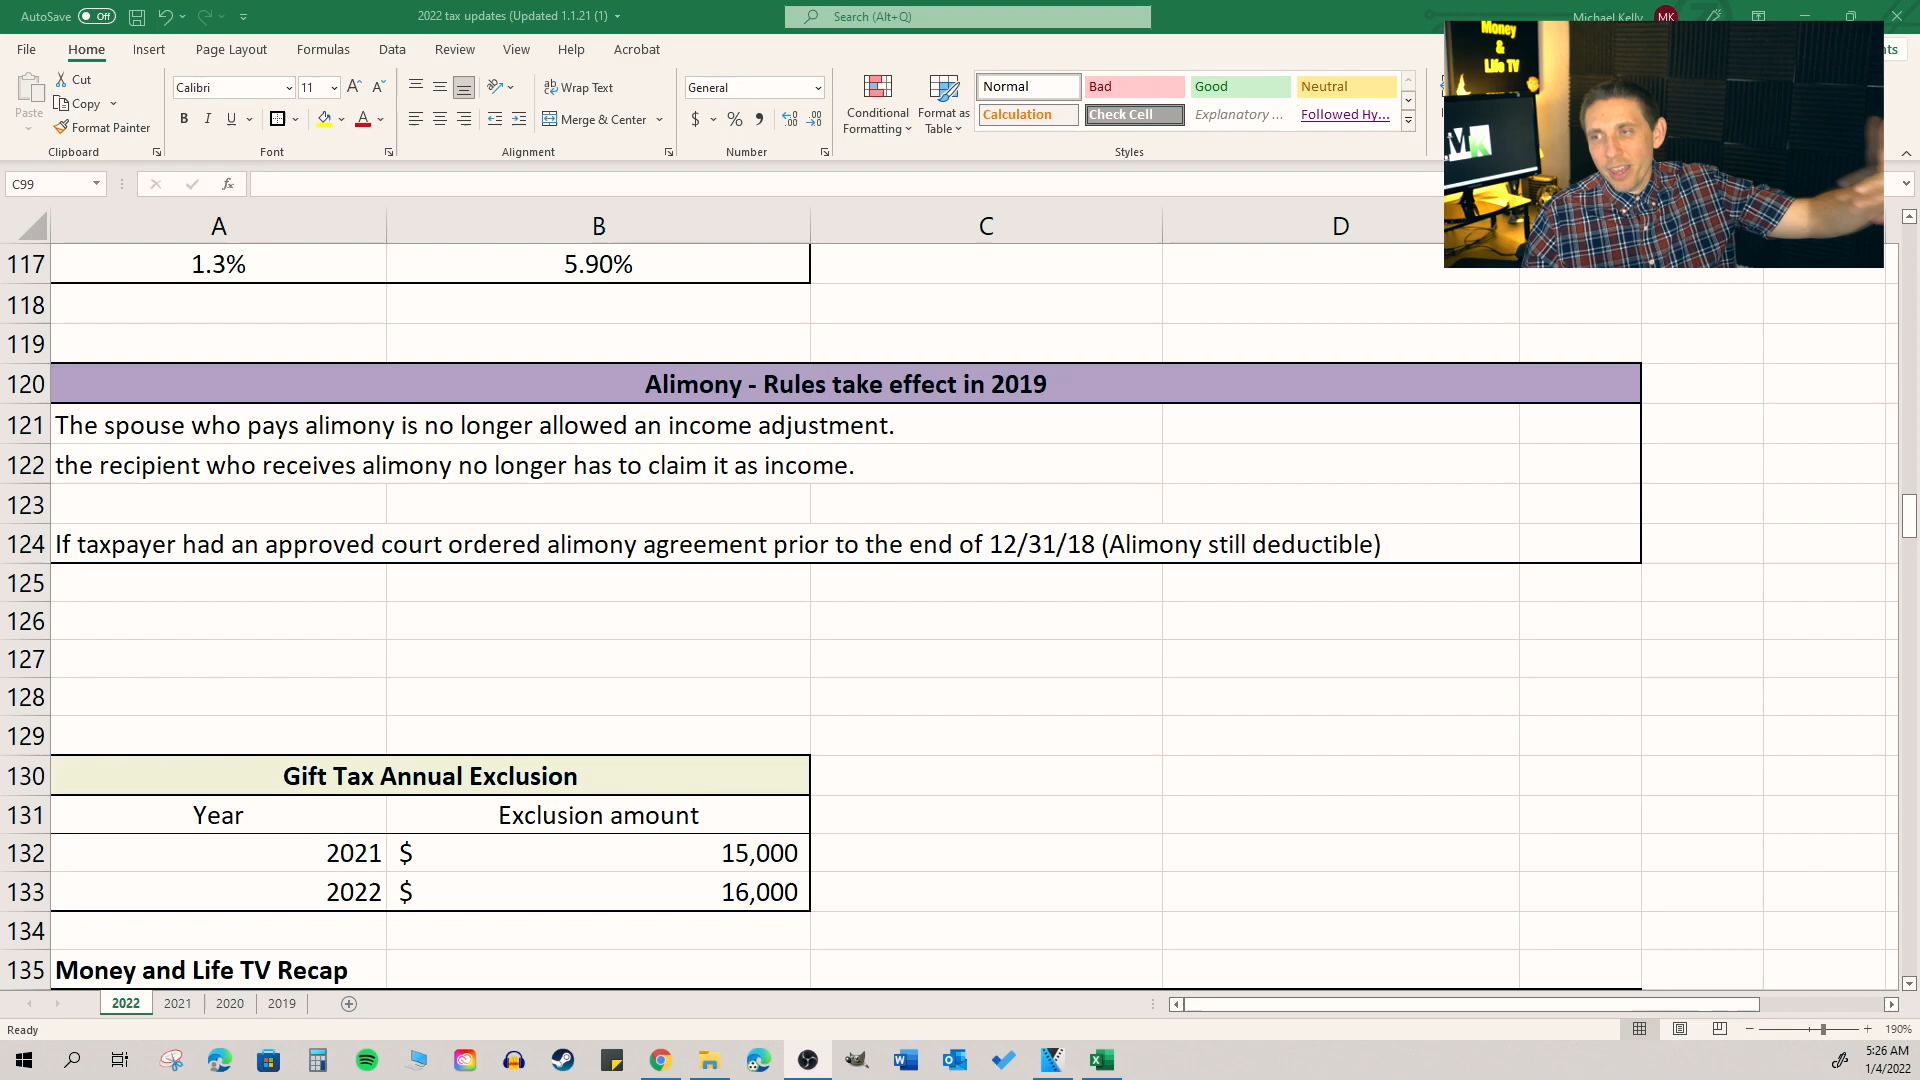 AutoSave Off 2022 tax updates (Updated 1.1.21 (1) Search (Alt+Q) Michael Kelly MK
File Home Insert Page Layout Formulas Data Review View Help Acrobat
Paste Cut Copy Format Painter Clipboard
Calibri 11 A A B I U A Font
ab Wrap Text Merge & Center Alignment
General $ % 9 Number
Conditional Formatting Format as Table
Normal Bad Good Neutral
Calculation Check Cell Explanatory ... Followed Hy...
Styles
Money
&
Life TV
MK
C99 fx
A B C D
117 1.3% 5.90%
118
119
120 Alimony - Rules take effect in 2019
121 The spouse who pays alimony is no longer allowed an income adjustment.
122 the recipient who receives alimony no longer has to claim it as income.
123
124 If taxpayer had an approved court ordered alimony agreement prior to the end of 12/31/18 (Alimony still deductible)
125
126
127
128
129
130 Gift Tax Annual Exclusion
131 Year Exclusion amount
132 2021 $ 15,000
133 2022 $ 16,000
134
135 Money and Life TV Recap
2022 2021 2020 2019
Ready 190%
5:26 AM
1/4/2022